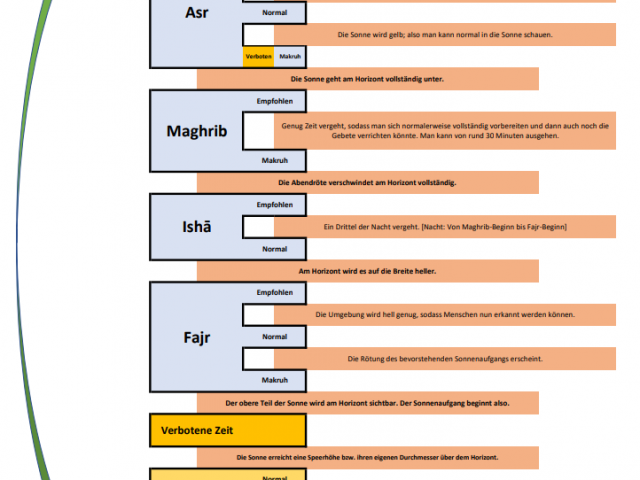 Asr
Normal
Die Sonne wird gelb; also man kann normal in die Sonne schauen.
Verboten
Makruh
Die Sonne geht am Horizont vollständig unter.
Empfohlen
Maghrib
Genug Zeit vergeht, sodass man sich normalerweise vollständig vorbereiten und dann auch noch die
Gebete verrichten könnte. Man kann von rund 30 Minuten ausgehen.
Makruh
Die Abendröte verschwindet am Horizont vollständig.
Empfohlen
Ishā
Ein Drittel der Nacht vergeht. [Nacht: Von Maghrib-Beginn bis Fajr-Beginn]
Normal
Am Horizont wird es auf die Breite heller.
Empfohlen
Die Umgebung wird hell genug, sodass Menschen nun erkannt werden können.
Fajr
Normal
Die Rötung des bevorstehenden Sonnenaufgangs erscheint.
Makruh
Der obere Teil der Sonne wird am Horizont sichtbar. Der Sonnenaufgang beginnt also.
Verbotene Zeit
Die Sonne erreicht eine Speerhöhe bzw. ihren eigenen Durchmesser über dem Horizont.
Normal